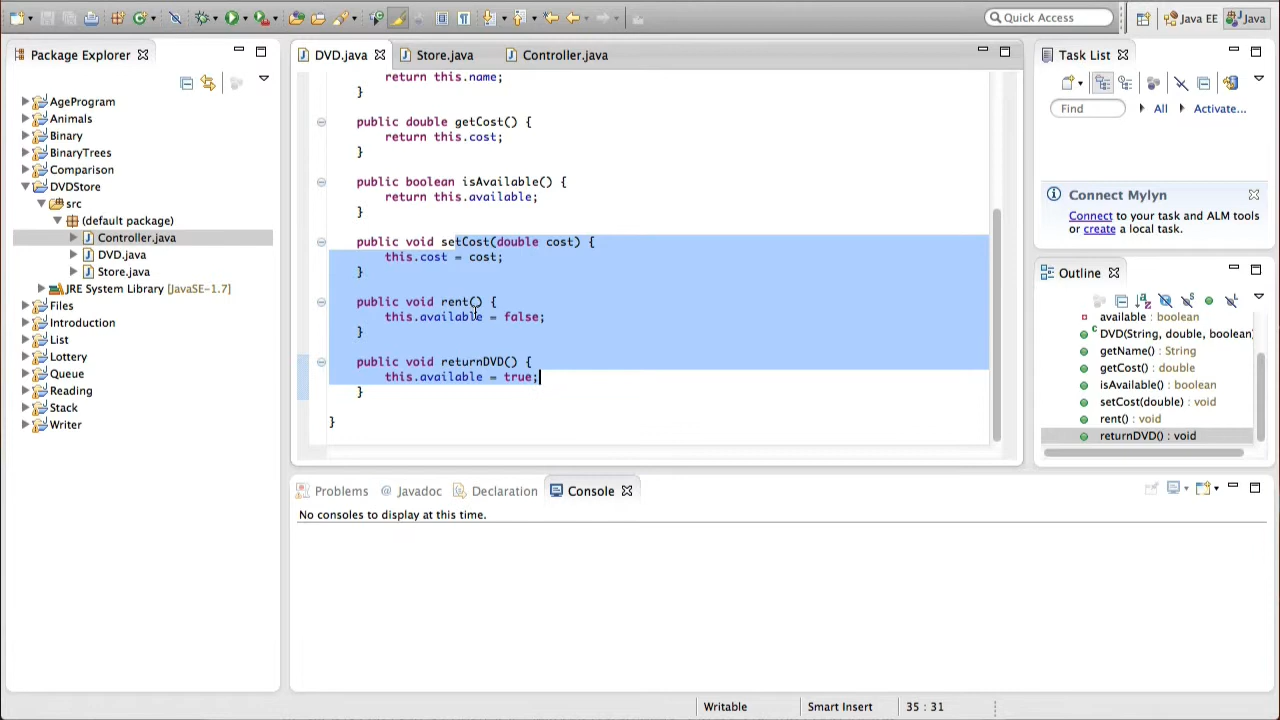 Quick Access
Java EE
Java
Package Explorer
AgeProgram
Animals
Binary
BinaryTrees
Comparison
DVDStore
src
(default package)
Controller.java
DVD.java
Store.java
JRE System Library [JavaSE-1.7]
Files
Introduction
List
Lottery
Queue
Reading
Stack
Writer
DVD.java
Store.java
Controller.java
return this.name;
}
public double getCost() {
return this.cost;
}
public boolean isAvailable() {
return this.available;
}
public void setCost(double cost) {
this.cost = cost;
}
public void rent() {
this.available = false;
}
public void returnDVD() {
this.available = true;
}
}
Task List
Find
All
Activate...
Connect Mylyn
Connect to your task and ALM tools
or create a local task.
Outline
available : boolean
DVD(String, double, boolean
getName() : String
getCost() : double
isAvailable() : boolean
setCost(double) : void
rent() : void
returnDVD() : void
Problems
@ Javadoc
Declaration
Console
No consoles to display at this time.
Writable
Smart Insert
35 : 31